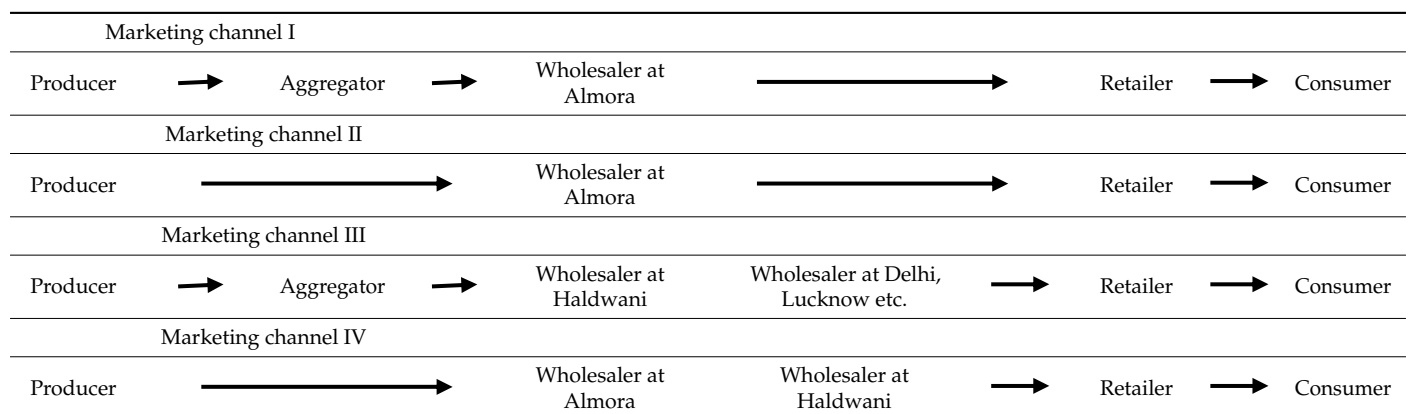 Marketing channel I
Producer Aggregator Wholesaler at Almora Retailer Consumer
Marketing channel II
Producer Wholesaler at Almora Retailer Consumer
Marketing channel III
Producer Aggregator Wholesaler at Haldwani Wholesaler at Delhi, Lucknow etc. Retailer Consumer
Marketing channel IV
Producer Wholesaler at Almora Wholesaler at Haldwani Retailer Consumer